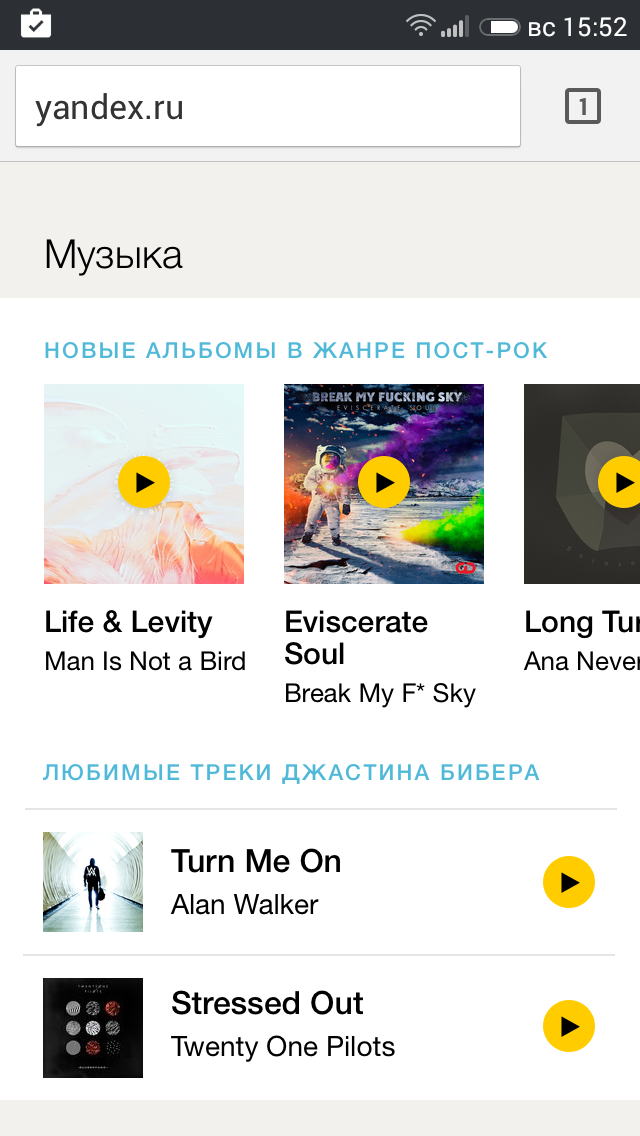 вс 15:52
yandex.ru
1
Музыка
НОВЫЕ АЛЬБОМЫ В ЖАНРЕ ПОСТ-РОК
BREAK MY FUCKING SKY
EVISCERATE SOUL
Life & Levity
Man Is Not a Bird
Eviscerate
Soul
Break My F* Sky
Long Tur
Ana Never
ЛЮБИМЫЕ ТРЕКИ ДЖАСТИНА БИБЕРА
Turn Me On
Alan Walker
Stressed Out
Twenty One Pilots